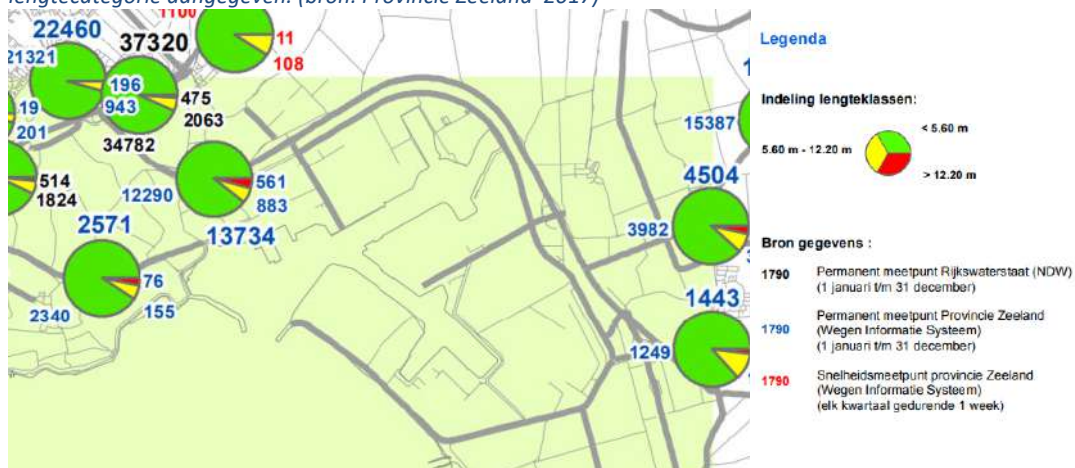 lengtecategorie aangegeven. (bron: Provincie Zeeland 2017)
22460
21321
196
943
37320
475
2063
34782
1100
11
108
19
201
514
1824
12290
561
883
13734
2571
76
155
2340
15387
4504
3982
1443
1249
Legenda
Indeling lengteklassen:
< 5.60 m
5.60 m - 12.20 m
> 12.20 m
Bron gegevens :
1790 Permanent meetpunt Rijkswaterstaat (NDW)
(1 januari t/m 31 december)
1790 Permanent meetpunt Provincie Zeeland
(Wegen Informatie Systeem)
(1 januari t/m 31 december)
1790 Snelheidsmeetpunt provincie Zeeland
(Wegen Informatie Systeem)
(elk kwartaal gedurende 1 week)